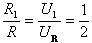 R₁/R = U₁/U_R = 1/2